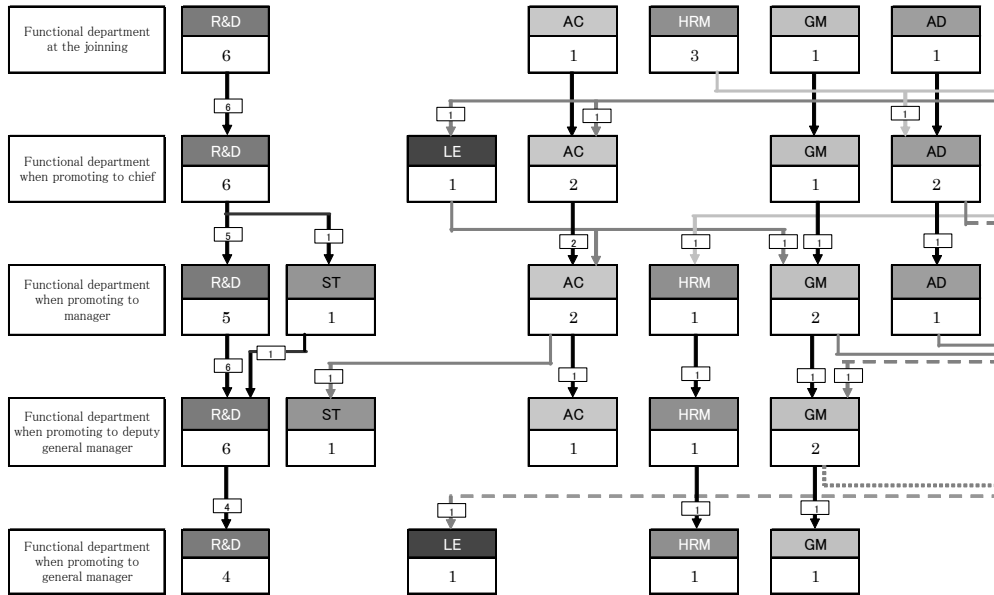 Functional department
at the joinning
R&D
6
AC
1
HRM
3
GM
1
AD
1
6
1
1
1
Functional department
when promoting to chief
R&D
6
LE
1
AC
2
GM
1
AD
2
5
1
2
1
1
1
1
Functional department
when promoting to
manager
R&D
5
ST
1
AC
2
HRM
1
GM
2
AD
1
1
6
1
1
1
1
1
Functional department
when promoting to deputy
general manager
R&D
6
ST
1
AC
1
HRM
1
GM
2
4
1
1
1
Functional department
when promoting to
general manager
R&D
4
LE
1
HRM
1
GM
1